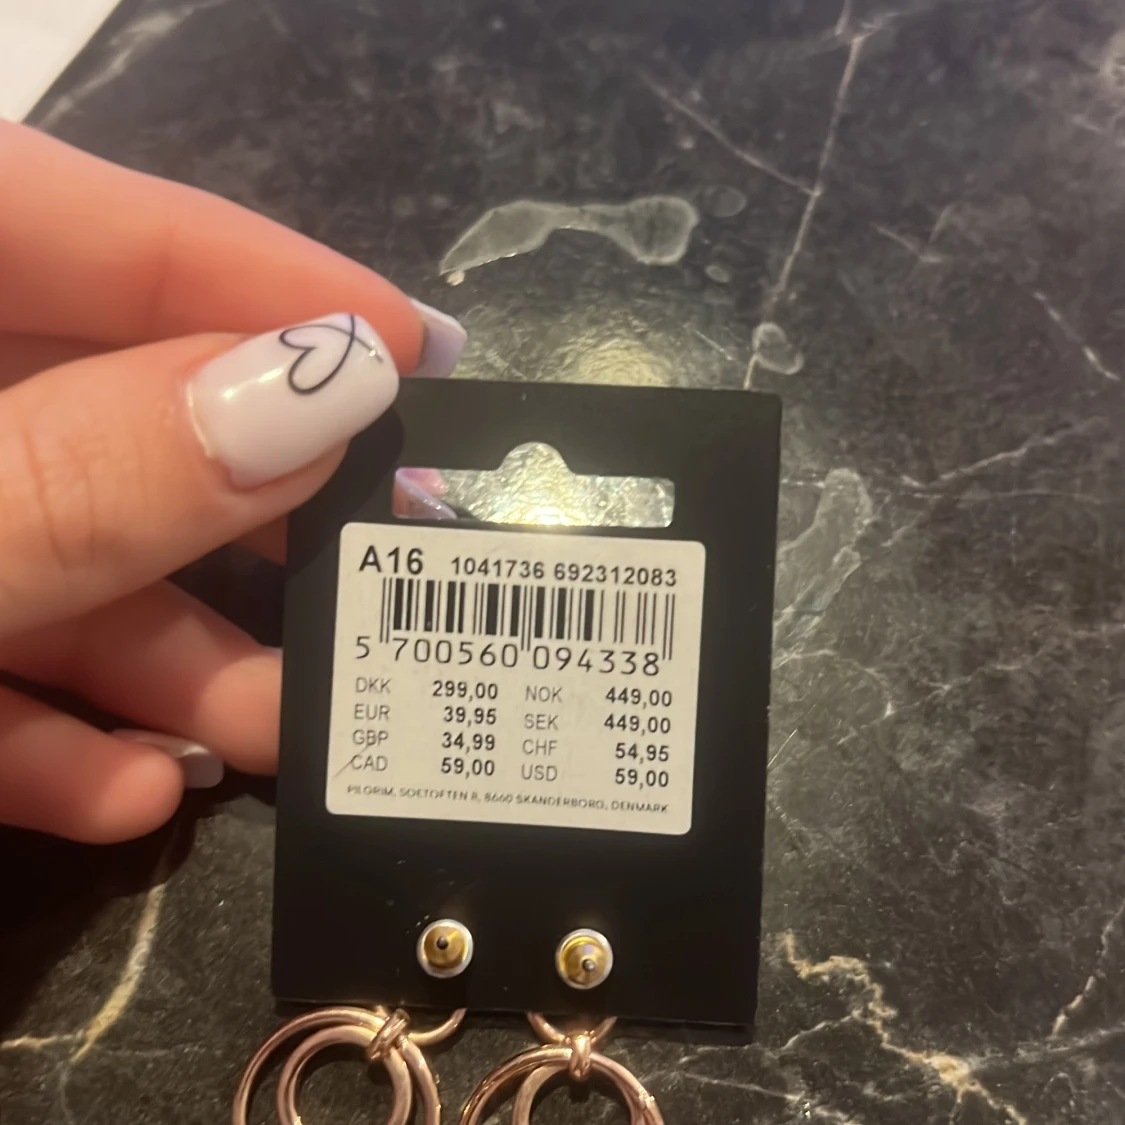 A16 1041736 692312083
5 700560 094338
DKK 299,00 NOK 449,00
EUR 39,95 SEK 449,00
GBP 34,99 CHF 54,95
CAD 59,00 USD 59,00
PILGRIM, SOETOFTEN 8, 8660 SKANDERBORG, DENMARK